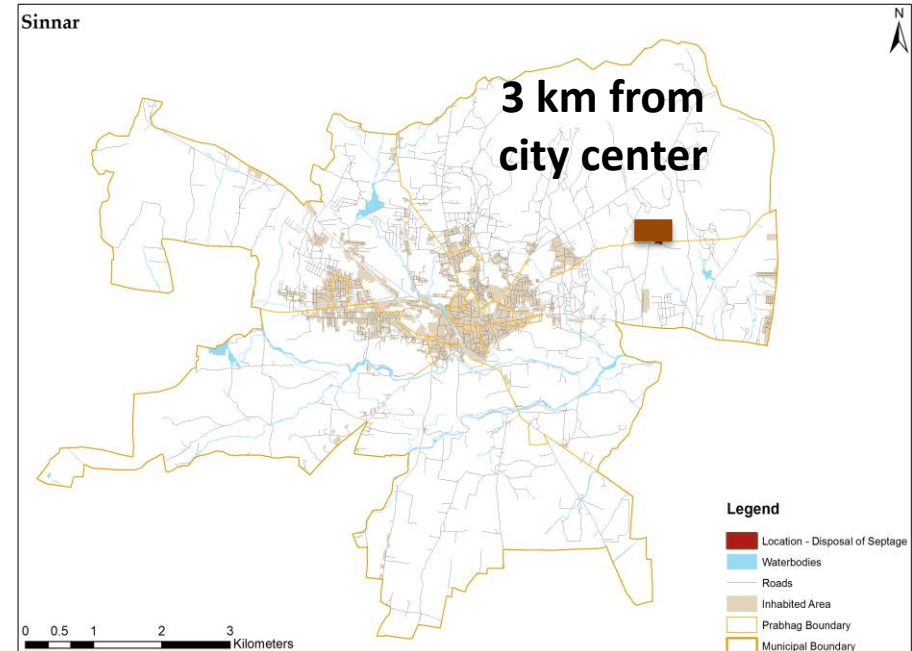 Sinnar
N
3 km from
city center
Legend
Location - Disposal of Septage
Waterbodies
Roads
Inhabited Area
Prabhag Boundary
Municipal Boundary
0 0.5 1 2 3
Kilometers